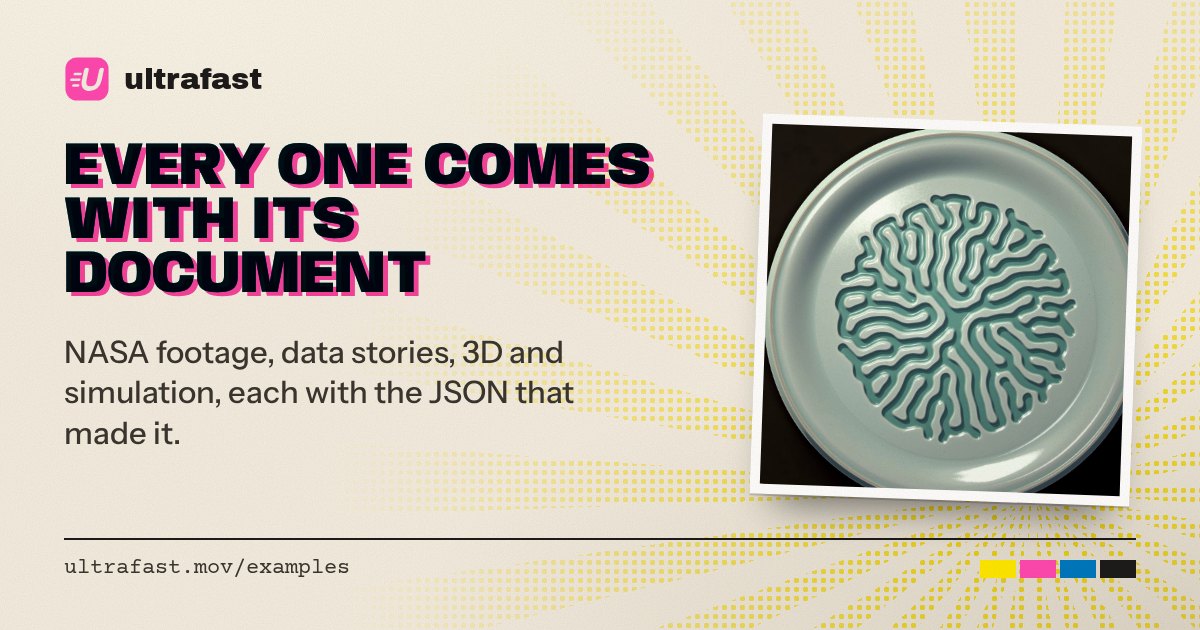 ultrafast
EVERY ONE COMES
WITH ITS
DOCUMENT
NASA footage, data stories, 3D and
simulation, each with the JSON that
made it.
ultrafast.mov/examples